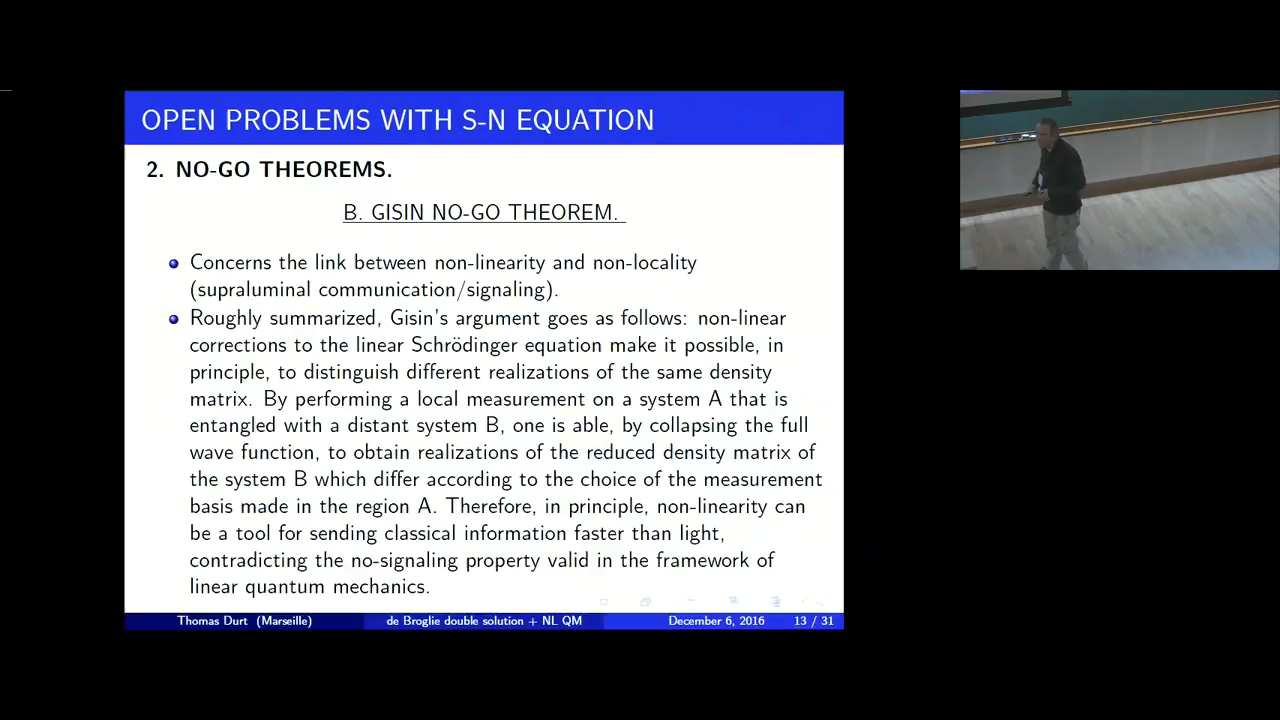 OPEN PROBLEMS WITH S-N EQUATION
2. NO-GO THEOREMS.
B. GISIN NO-GO THEOREM.
Concerns the link between non-linearity and non-locality
(supraluminal communication/signaling).
Roughly summarized, Gisin's argument goes as follows: non-linear
corrections to the linear Schrödinger equation make it possible, in
principle, to distinguish different realizations of the same density
matrix. By performing a local measurement on a system A that is
entangled with a distant system B, one is able, by collapsing the full
wave function, to obtain realizations of the reduced density matrix of
the system B which differ according to the choice of the measurement
basis made in the region A. Therefore, in principle, non-linearity can
be a tool for sending classical information faster than light,
contradicting the no-signaling property valid in the framework of
linear quantum mechanics.
Thomas Durt (Marseille) de Broglie double solution + NL QM December 6, 2016 13 / 31